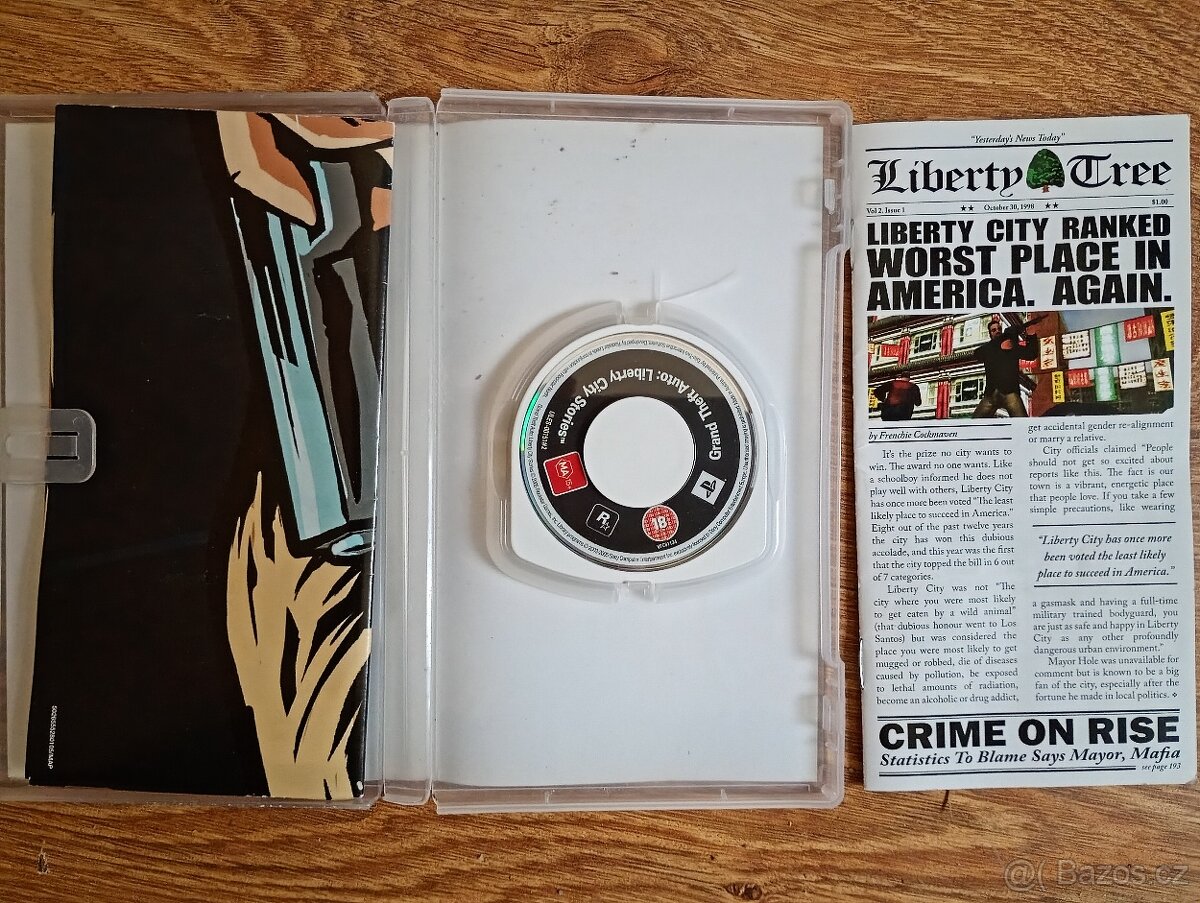 5026555280105/MAP
Grand Theft Auto: Liberty City Stories™
MA 15+
R
18
"Yesterday's News Today"
Liberty Tree
Vol 2. Issue 1 ★★ October 30, 1998 ★★ $1.00
LIBERTY CITY RANKED
WORST PLACE IN
AMERICA. AGAIN.
by Frenchie Cockmaven
It's the prize no city wants to
win. The award no one wants. Like
a schoolboy informed he does not
play well with others, Liberty City
has once more been voted "The least
likely place to succeed in America."
Eight out of the past twelve years
the city has won this dubious
accolade, and this year was the first
that the city topped the bill in 6 out
of 7 categories.
Liberty City was not "The
city where you were most likely
to get eaten by a wild animal"
(that dubious honour went to Los
Santos) but was considered the
place you were most likely to get
mugged or robbed, die of diseases
caused by pollution, be exposed
to lethal amounts of radiation,
become an alcoholic or drug addict,
get accidental gender re-alignment
or marry a relative.
City officials claimed "People
should not get so excited about
reports like this. The fact is our
town is a vibrant, energetic place
that people love. If you take a few
simple precautions, like wearing
"Liberty City has once more
been voted the least likely
place to succeed in America."
a gasmask and having a full-time
military trained bodyguard, you
are just as safe and happy in Liberty
City as any other profoundly
dangerous urban environment."
Mayor Hole was unavailable for
comment but is known to be a big
fan of the city, especially after the
fortune he made in local politics.
CRIME ON RISE
Statistics To Blame Says Mayor, Mafia
see page 193
@( Bazos.cz